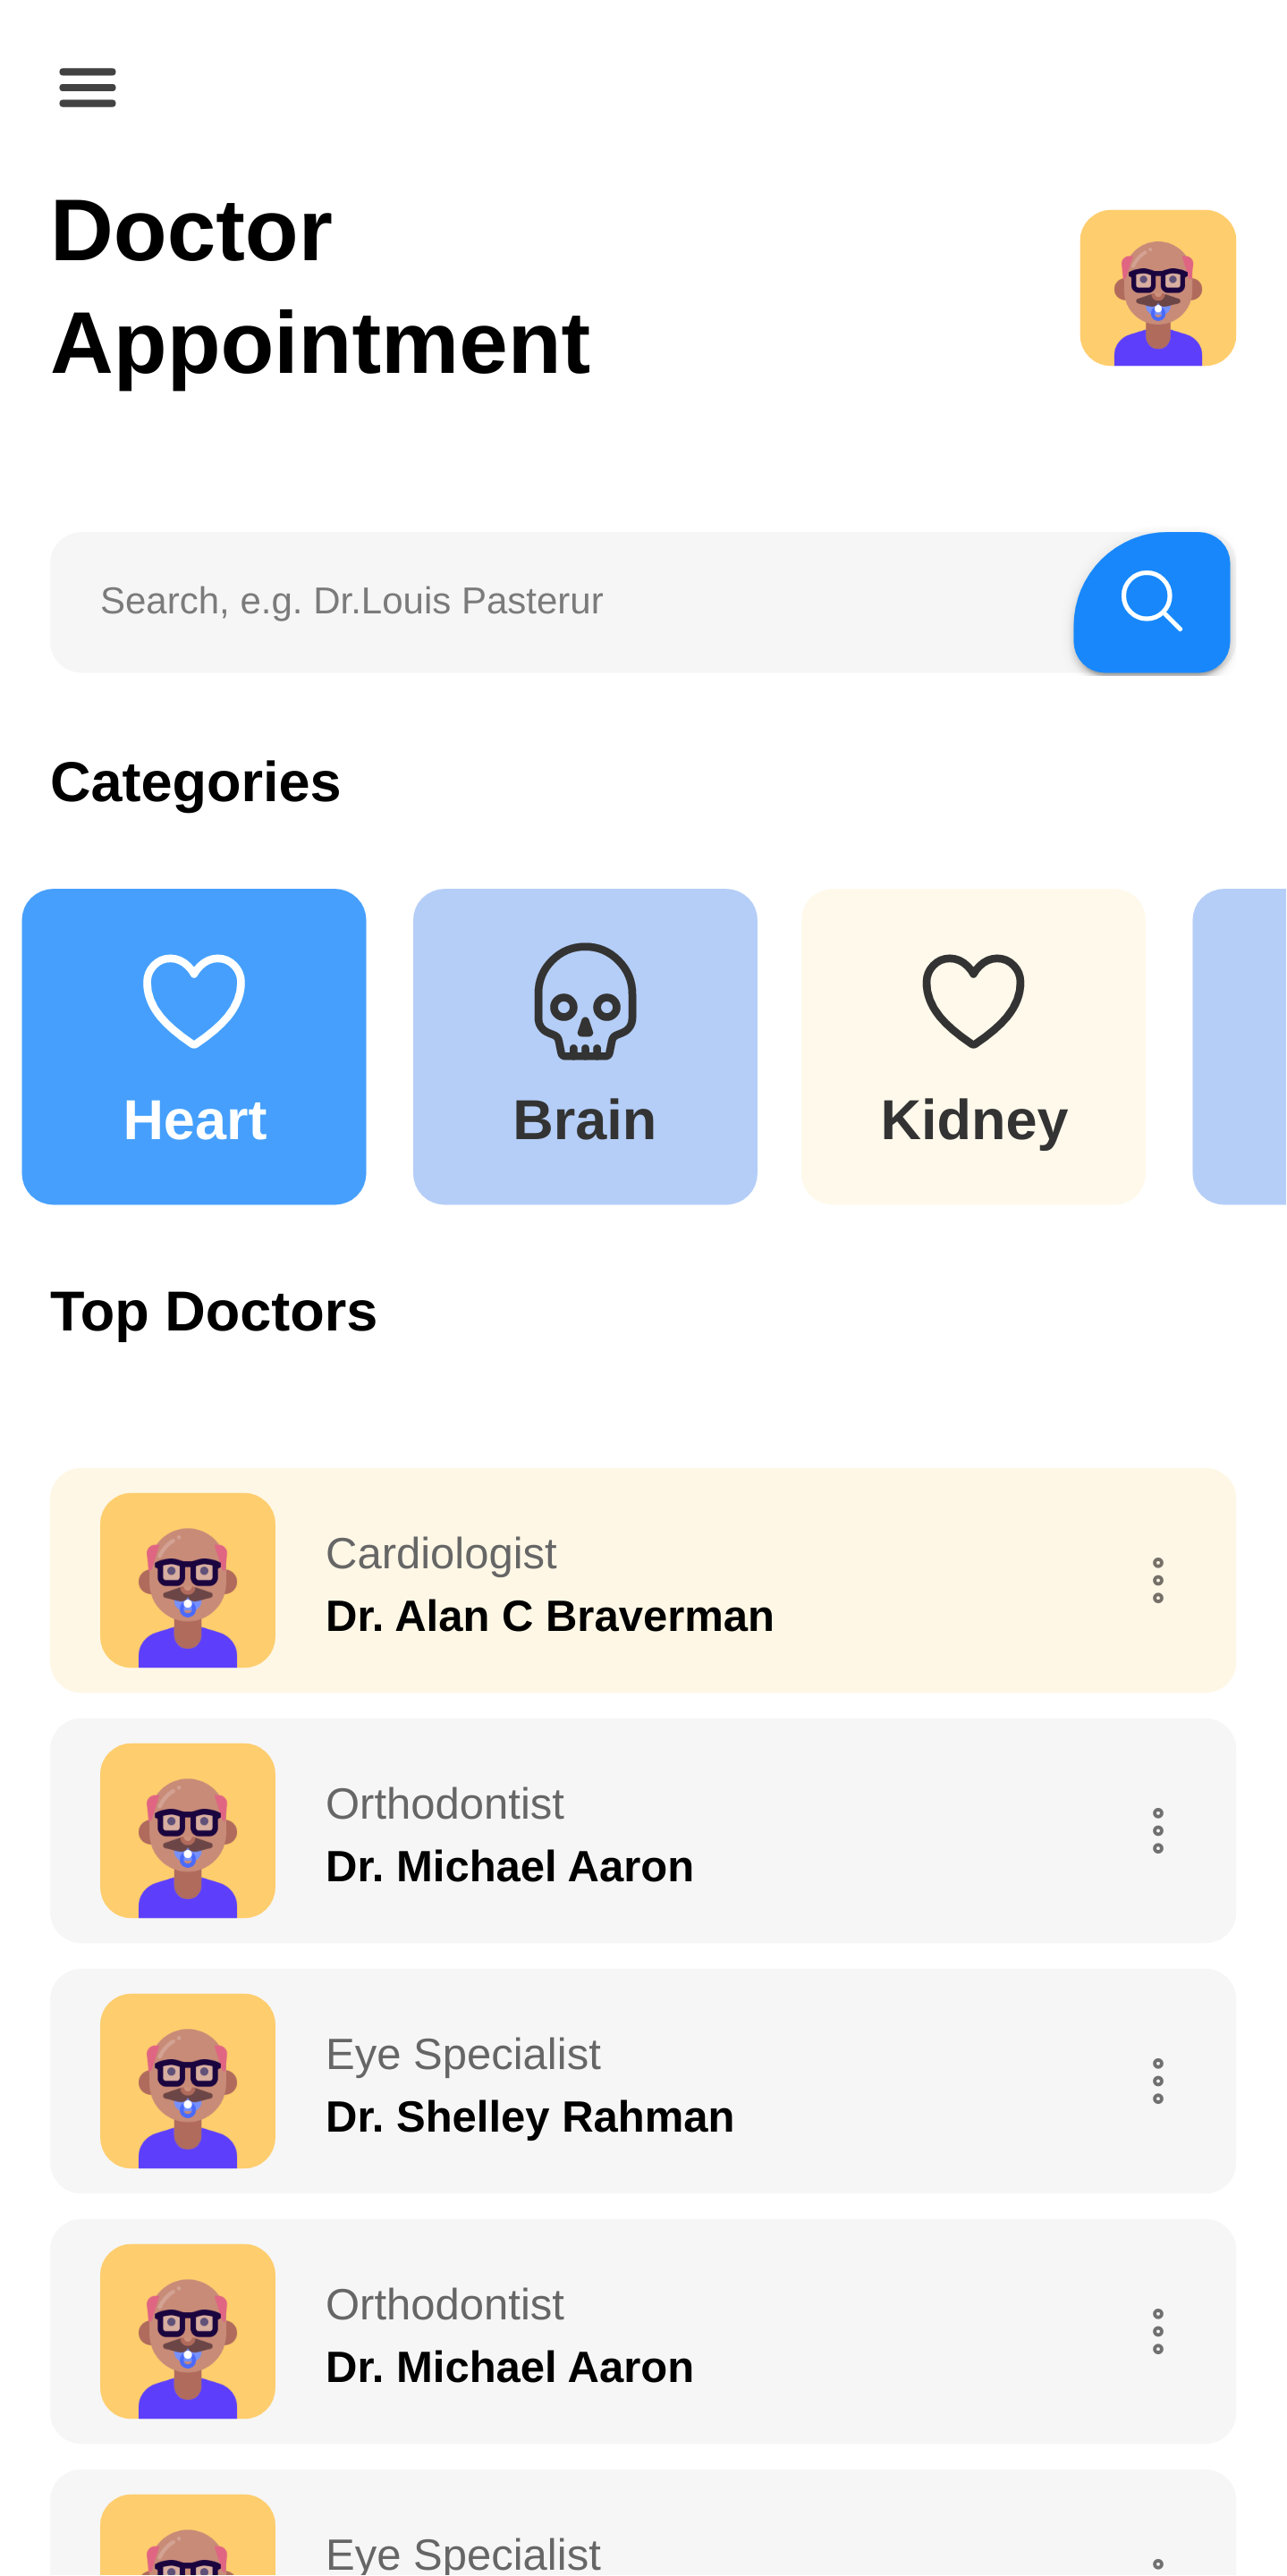 Doctor
Appointment
Search, e.g. Dr.Louis Pasterur
Categories
Heart
Brain
Kidney
Top Doctors
Cardiologist
Dr. Alan C Braverman
Orthodontist
Dr. Michael Aaron
Eye Specialist
Dr. Shelley Rahman
Orthodontist
Dr. Michael Aaron
Eye Specialist